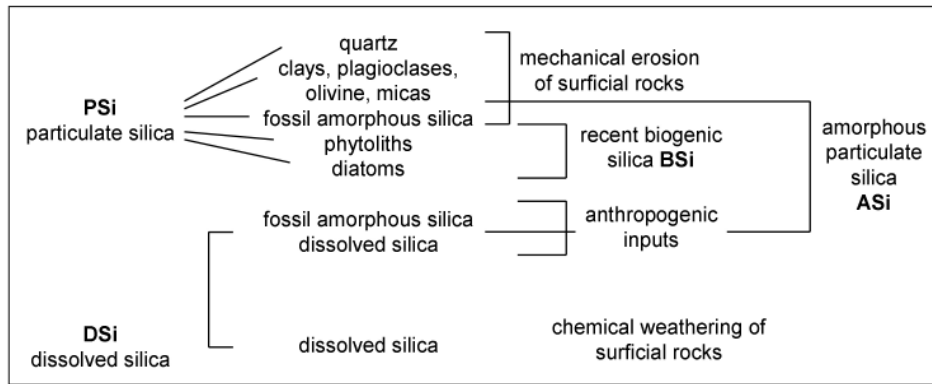 PSi
particulate silica
quartz
clays, plagioclases,
olivine, micas
fossil amorphous silica
phytoliths
diatoms
mechanical erosion
of surficial rocks
recent biogenic
silica BSi
amorphous
particulate
silica
ASi
fossil amorphous silica
dissolved silica
anthropogenic
inputs
DSi
dissolved silica
dissolved silica
chemical weathering of
surficial rocks